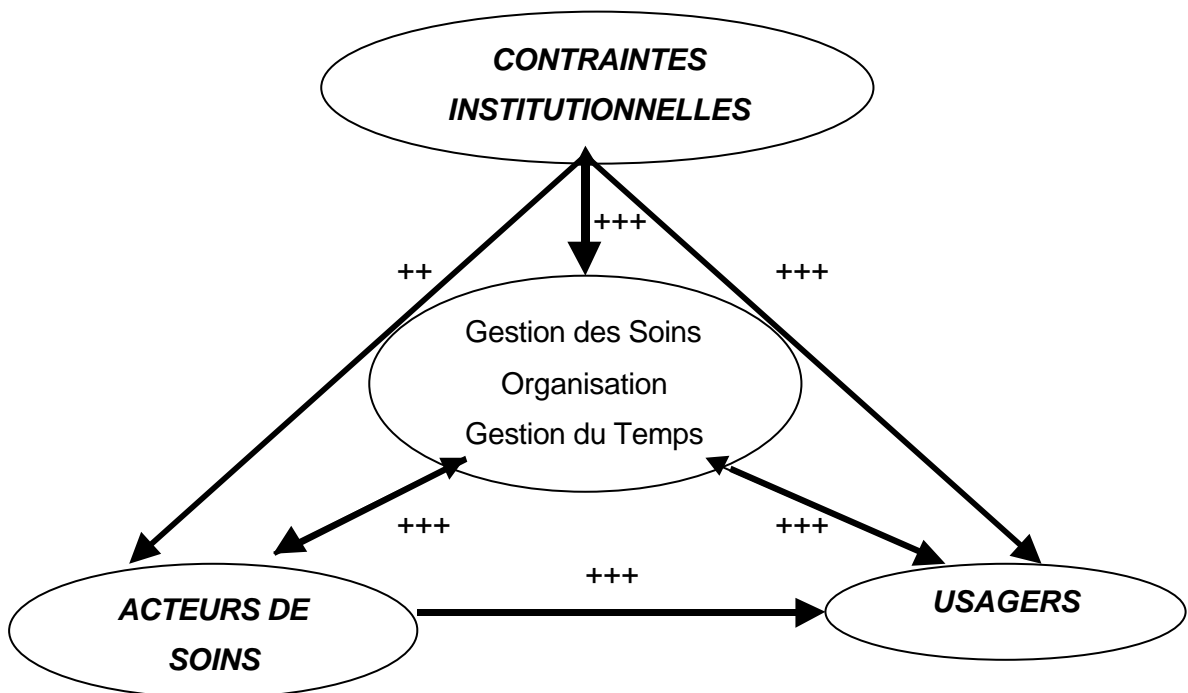 CONTRAINTES
INSTITUTIONNELLES
+++
++
+++
Gestion des Soins
Organisation
Gestion du Temps
+++
+++
+++
ACTEURS DE
SOINS
USAGERS